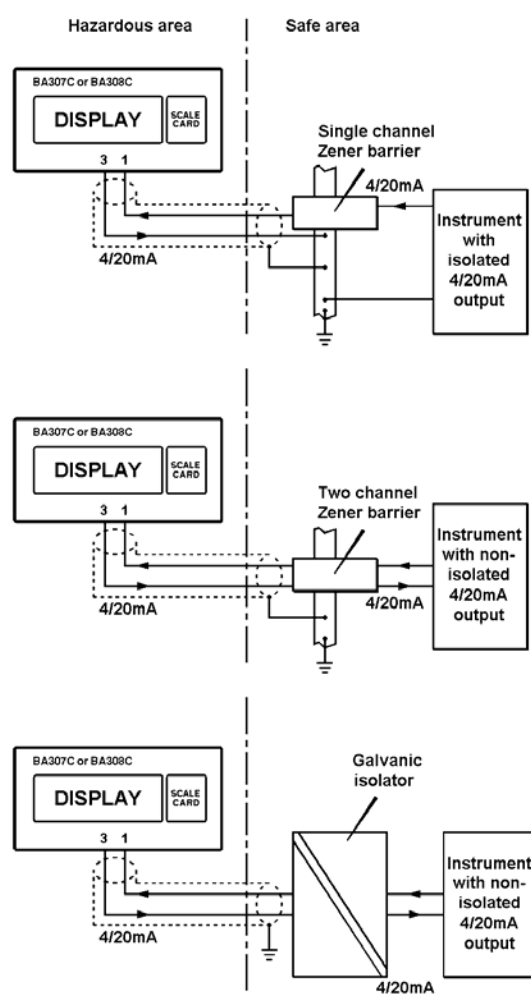 Hazardous area
Safe area
BA307C or BA308C
DISPLAY
SCALE
CARD
3 1
4/20mA
Single channel
Zener barrier
4/20mA
Instrument
with
isolated
4/20mA
output
BA307C or BA308C
DISPLAY
SCALE
CARD
3 1
4/20mA
Two channel
Zener barrier
4/20mA
Instrument
with non-
isolated
4/20mA
output
BA307C or BA308C
DISPLAY
SCALE
CARD
3 1
4/20mA
Galvanic
isolator
4/20mA
Instrument
with non-
isolated
4/20mA
output